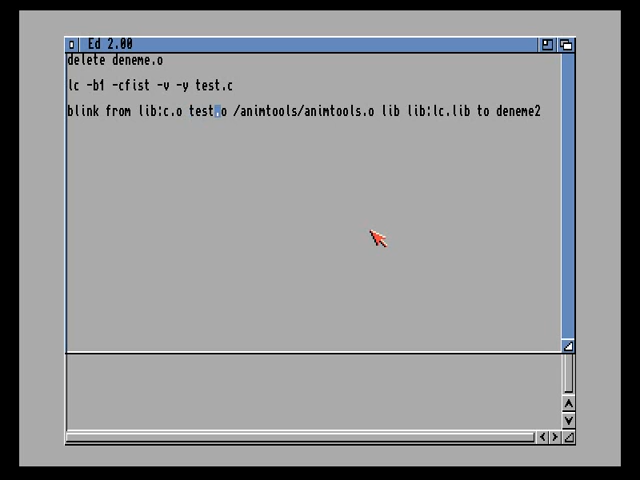 Ed 2.00
delete deneme.o
lc -b1 -cfist -v -y test.c
blink from lib:c.o test.o /animtools/animtools.o lib lib:lc.lib to deneme2